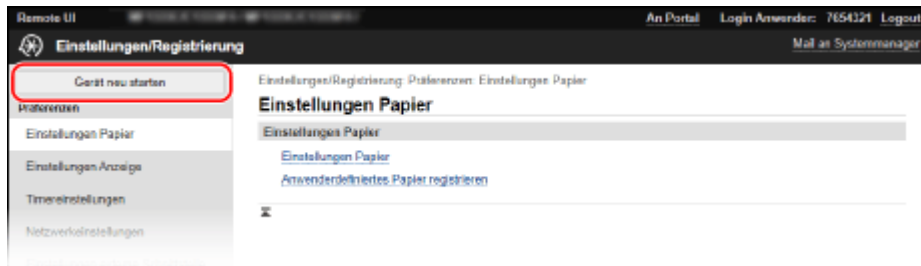 Remote UI
An Portal Login Anwender: 7654321 Logout
Einstellungen/Registrierung
Mail an Systemmanager
Gerät neu starten
Präferenzen
Einstellungen Papier
Einstellungen Anzeige
Timereinstellungen
Netzwerkeinstellungen
Einstellungen/Registrierung: Präferenzen: Einstellungen Papier
Einstellungen Papier
Einstellungen Papier
Einstellungen Papier
Anwenderdefiniertes Papier registrieren